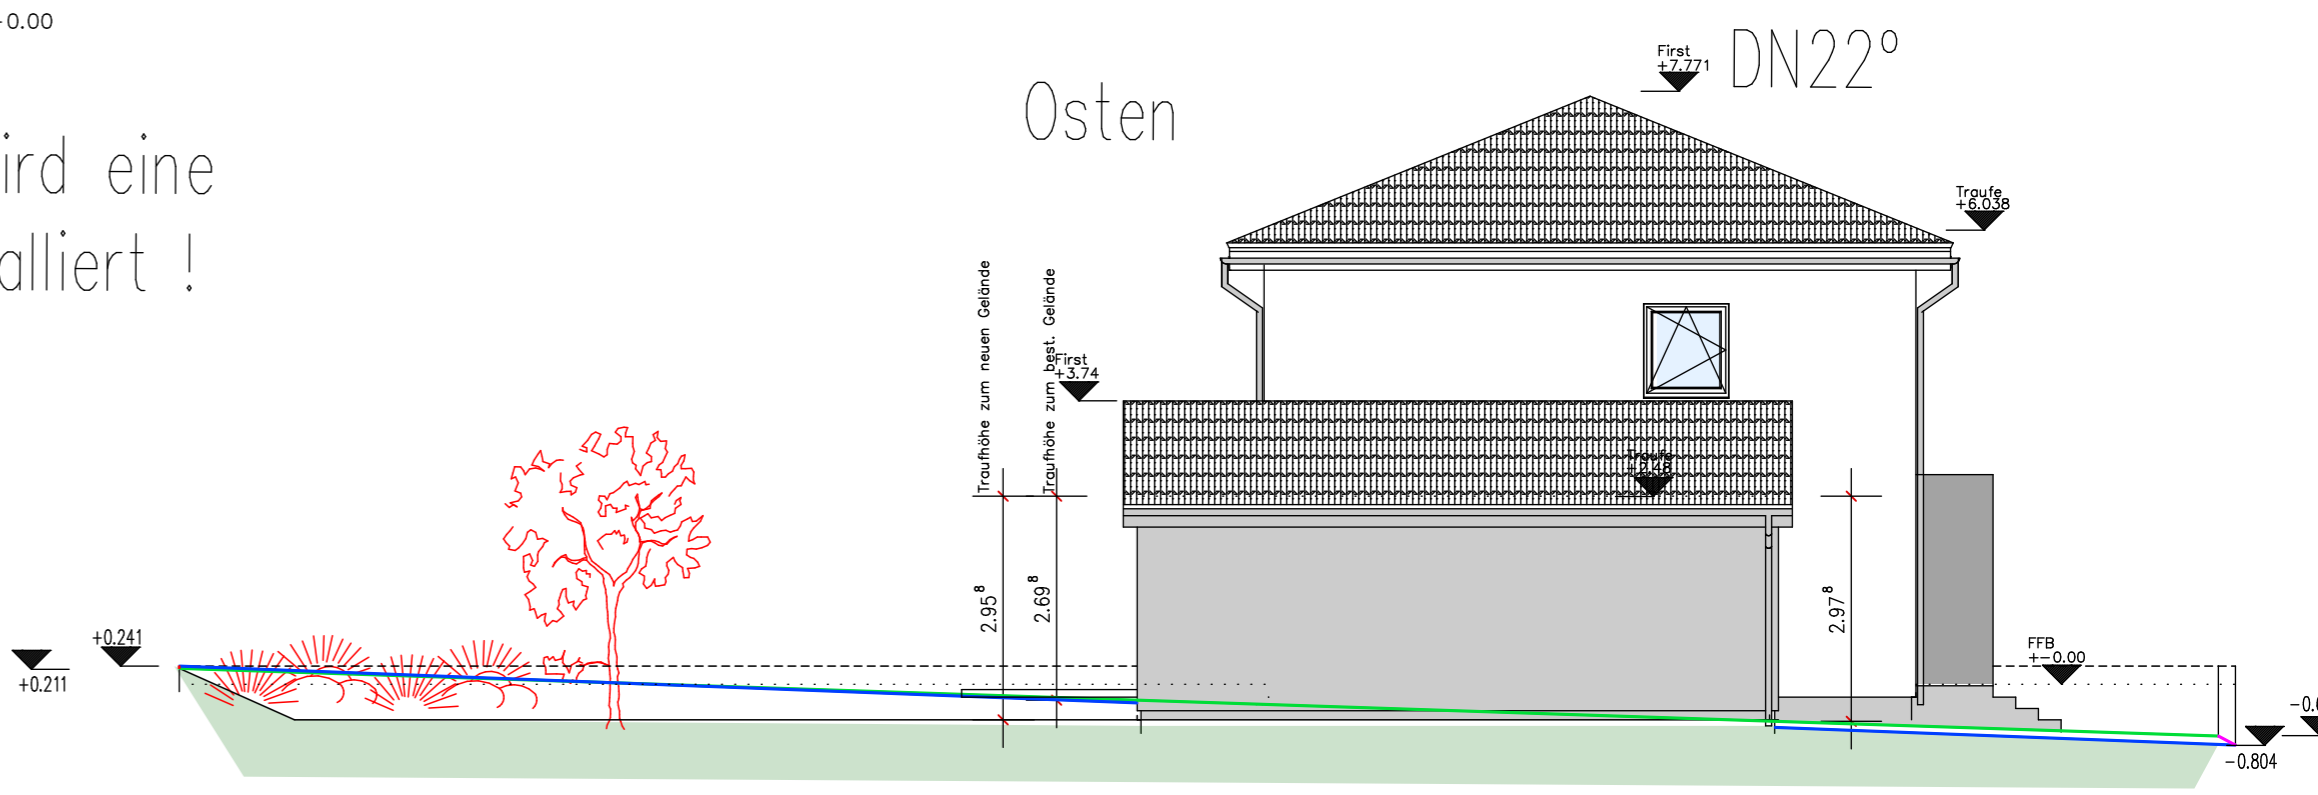 +0.00
ird eine
alliert !
Osten
DN22°
First
+7.771
Traufe
+6.038
Traufhöhe zum neuen Gelände
Traufhöhe zum best. Gelände
First
+3.74
Traufe
+2.48
2.95⁸
2.69⁸
2.97⁸
+0.241
+0.211
FFB
+-0.00
-0.804